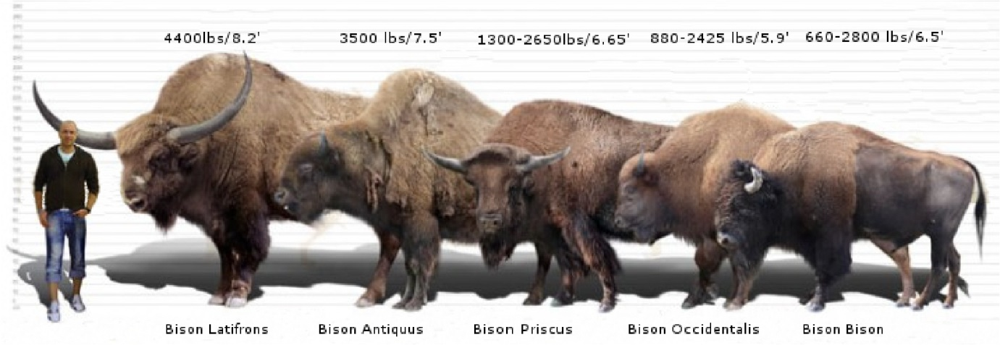 4400lbs/8.2' 3500 lbs/7.5' 1300-2650lbs/6.65' 880-2425 lbs/5.9' 660-2800 lbs/6.5'
Bison Latifrons Bison Antiquus Bison Priscus Bison Occidentalis Bison Bison